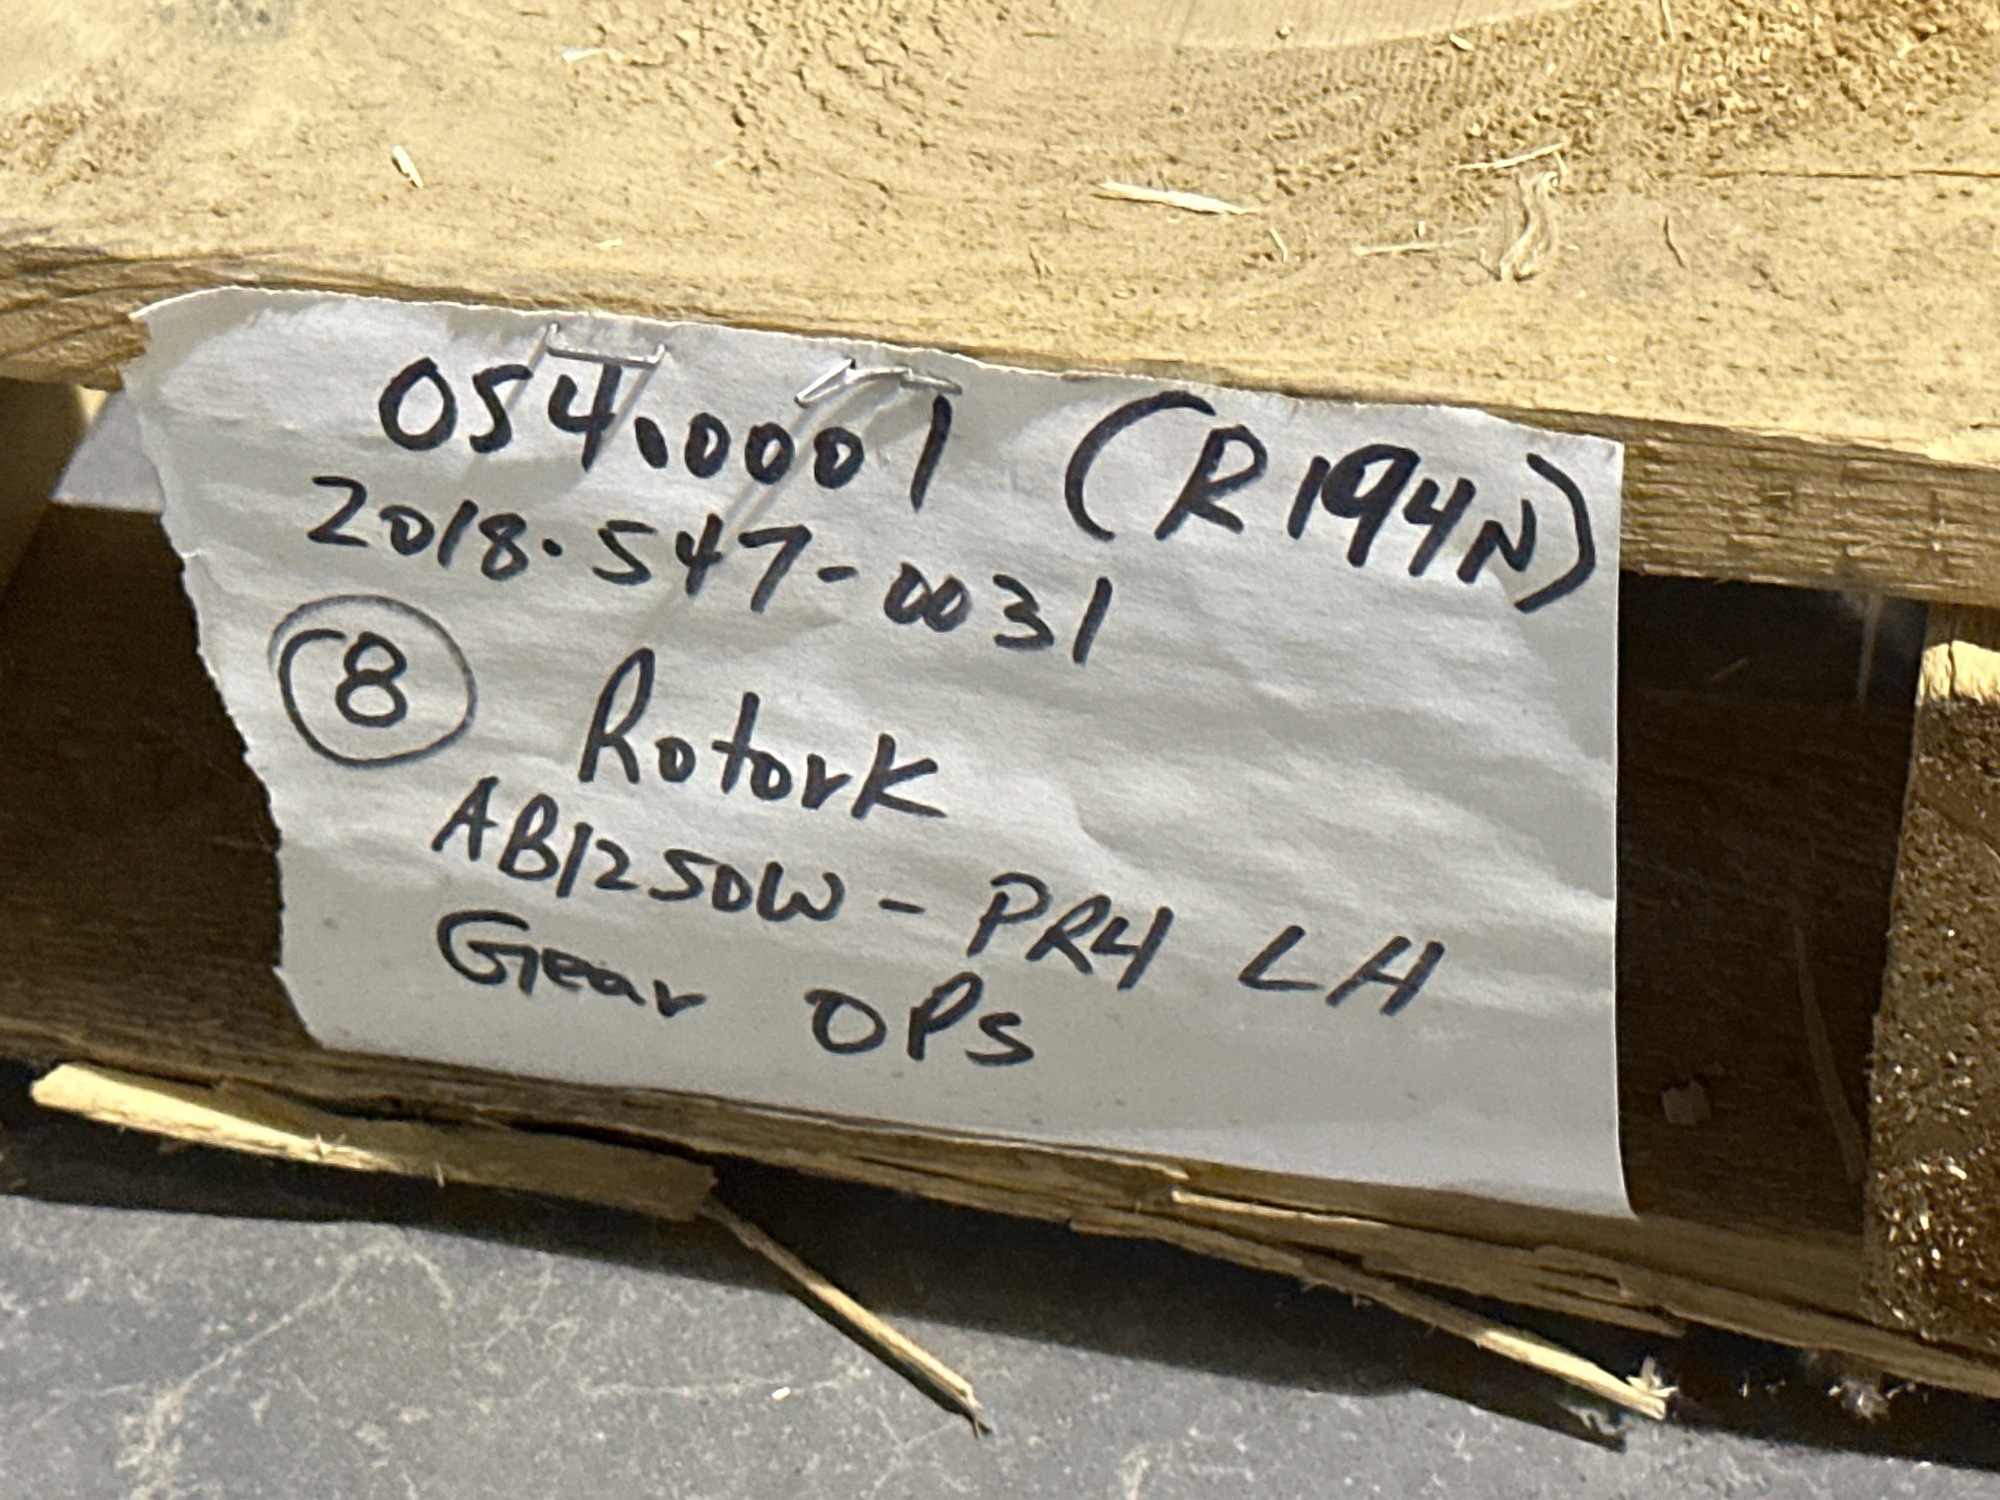 054.0001 (R194N)
2018.547-0031
8 Rotork
AB1250W - PR4 LH
Gear OPS